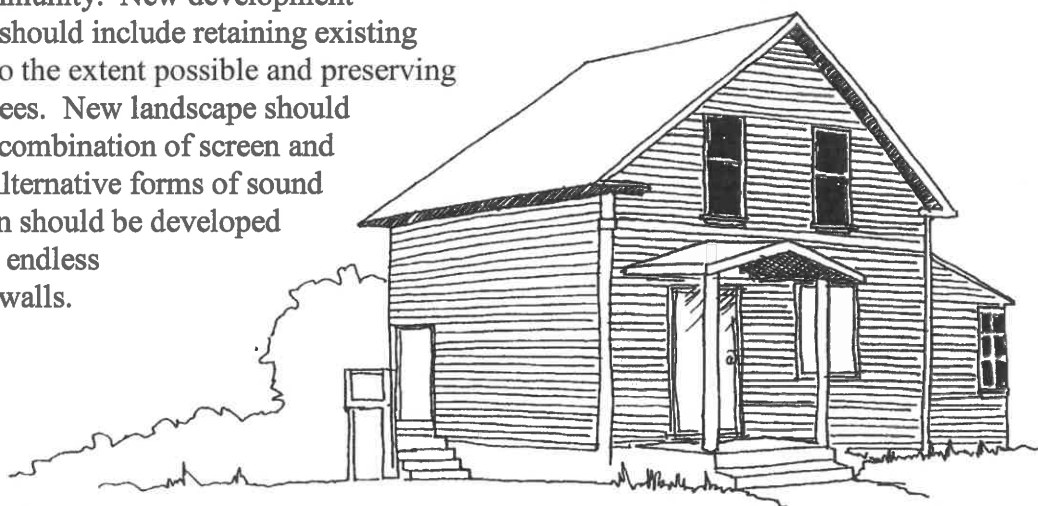 munity. New development
should include retaining existing
o the extent possible and preserving
ees. New landscape should
combination of screen and
lternative forms of sound
n should be developed
endless
walls.